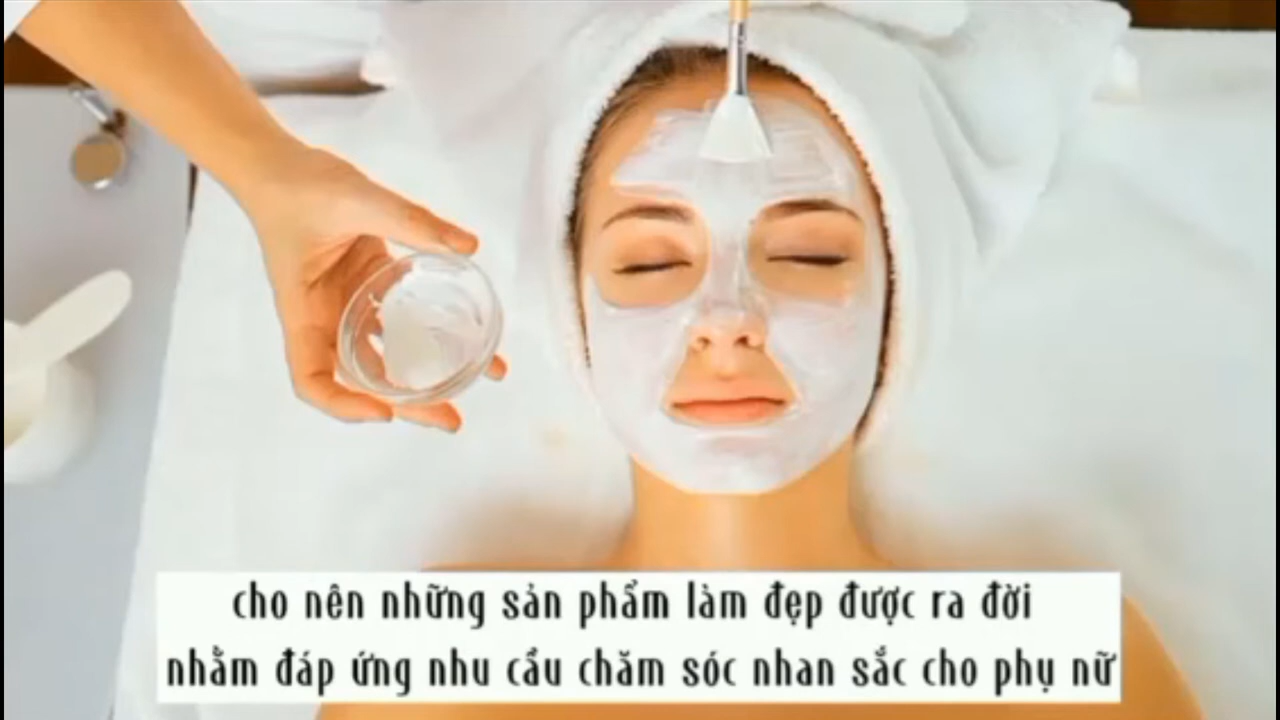 cho nên những sản phẩm làm đẹp được ra đời
nhằm đáp ứng nhu cầu chăm sóc nhan sắc cho phụ nữ